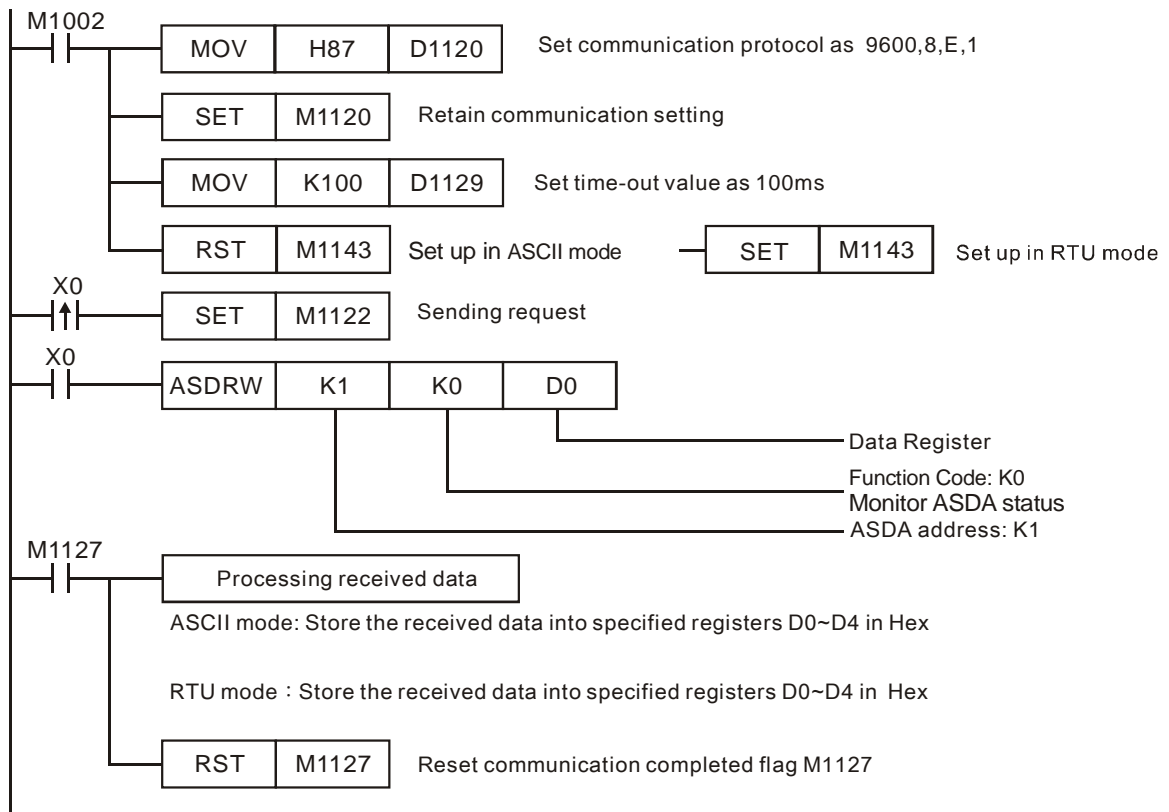 M1002
MOV H87 D1120 Set communication protocol as 9600,8,E,1
SET M1120 Retain communication setting
MOV K100 D1129 Set time-out value as 100ms
RST M1143 Set up in ASCII mode SET M1143 Set up in RTU mode
X0
SET M1122 Sending request
X0
ASDRW K1 K0 D0
Data Register
Function Code: K0
Monitor ASDA status
ASDA address: K1
M1127
Processing received data
ASCII mode: Store the received data into specified registers D0~D4 in Hex
RTU mode：Store the received data into specified registers D0~D4 in Hex
RST M1127 Reset communication completed flag M1127